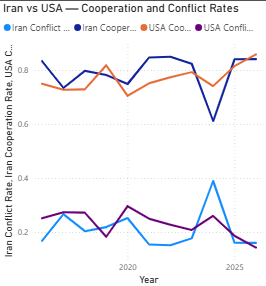 Iran vs USA — Cooperation and Conflict Rates
Iran Conflict ... Iran Cooper... USA Coo... USA Confli...
Iran Conflict Rate, Iran Cooperation Rate, USA C...
0.8
0.6
0.4
0.2
2020 2025
Year